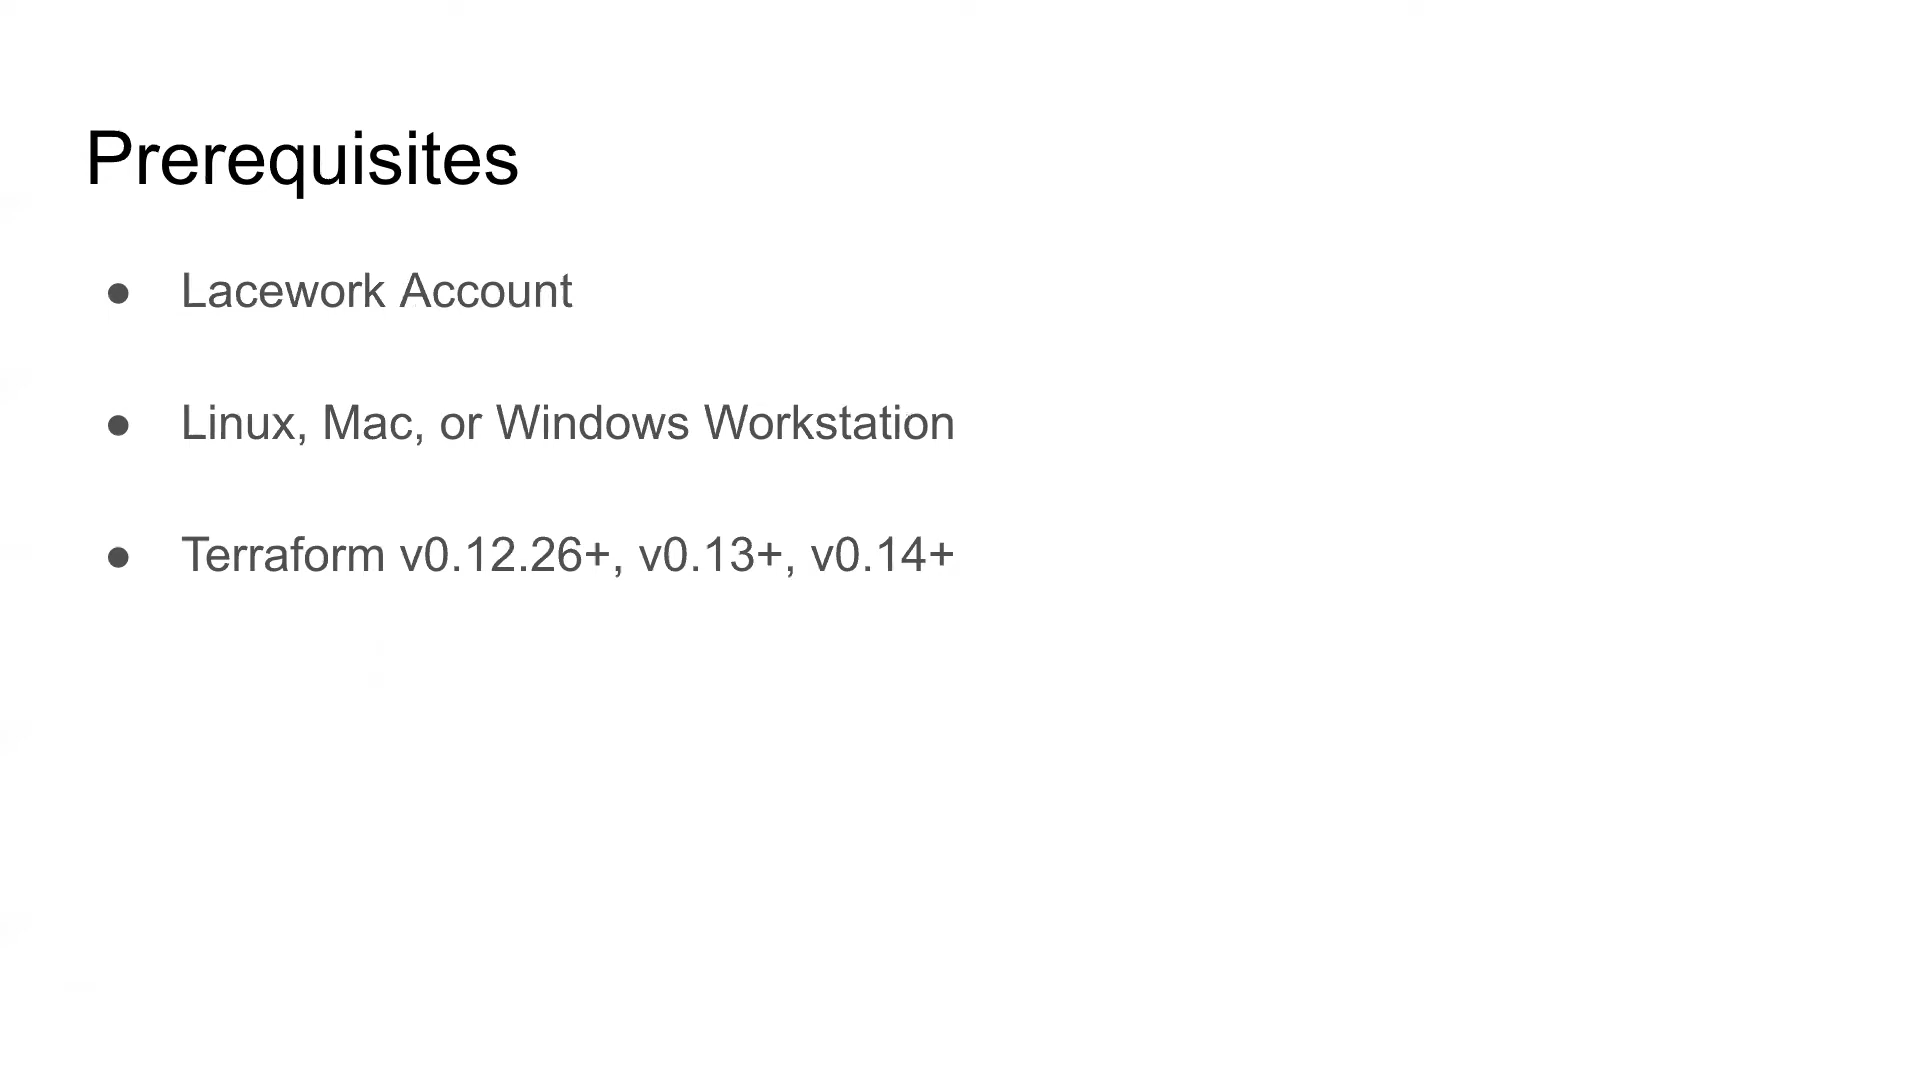 Prerequisites
● Lacework Account
● Linux, Mac, or Windows Workstation
● Terraform v0.12.26+, v0.13+, v0.14+